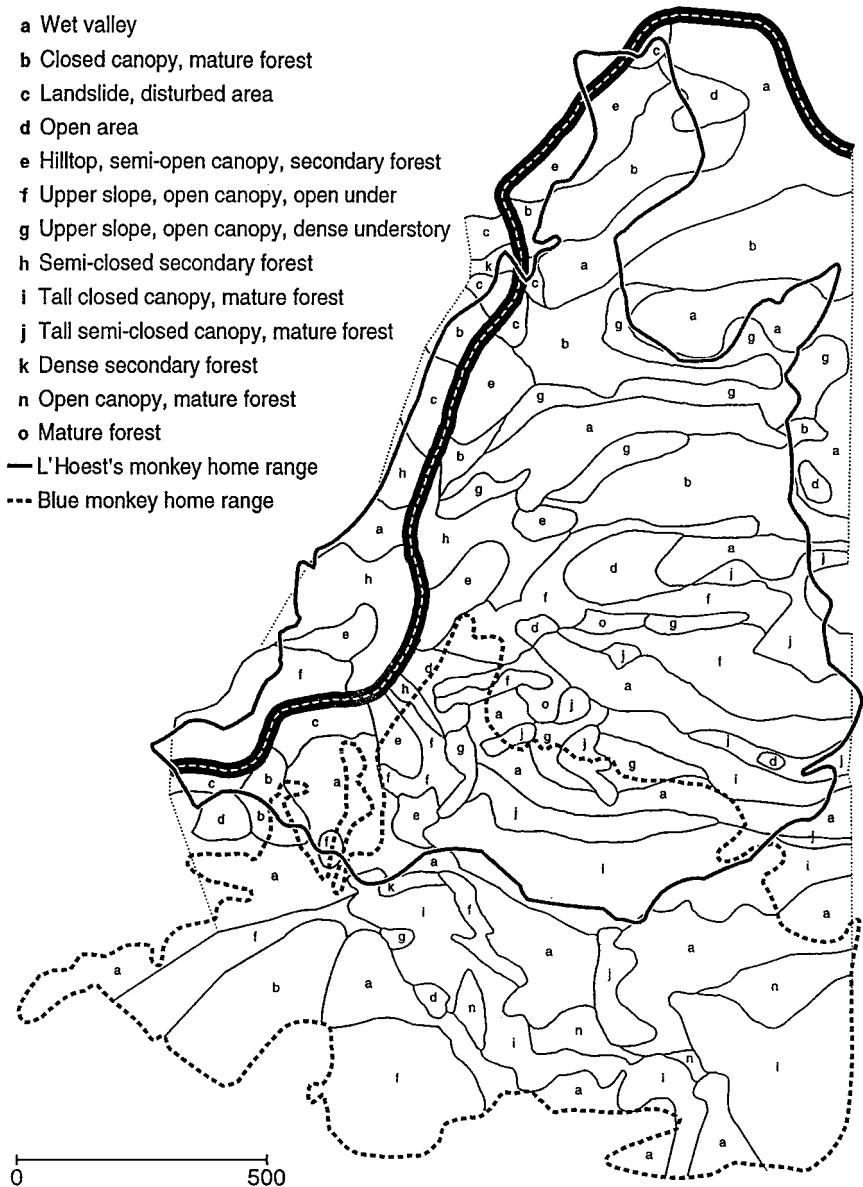 a Wet valley
b Closed canopy, mature forest
c Landslide, disturbed area
d Open area
e Hilltop, semi-open canopy, secondary forest
f Upper slope, open canopy, open under
g Upper slope, open canopy, dense understory
h Semi-closed secondary forest
i Tall closed canopy, mature forest
j Tall semi-closed canopy, mature forest
k Dense secondary forest
n Open canopy, mature forest
o Mature forest
L'Hoest's monkey home range
Blue monkey home range
c
a
d
e
e
b
b
c
b
k
a
c
c
a
c
g
a
b
b
g
g
e
g
c
a
b
b
g
a
h
b
g
d
e
a
h
a
j
h
d
j
e
f
f
o
g
e
d
j
j
f
d
f
f
h
a
o
j
a
c
j
g
j
e
f
g
d
j
b
a
f
f
a
g
i
c
a
d
b
e
j
a
j
f
a
i
i
a
k
i
f
a
f
g
a
a
a
j
b
a
d
n
n
n
i
n
i
f
a
i
a
a
0 500